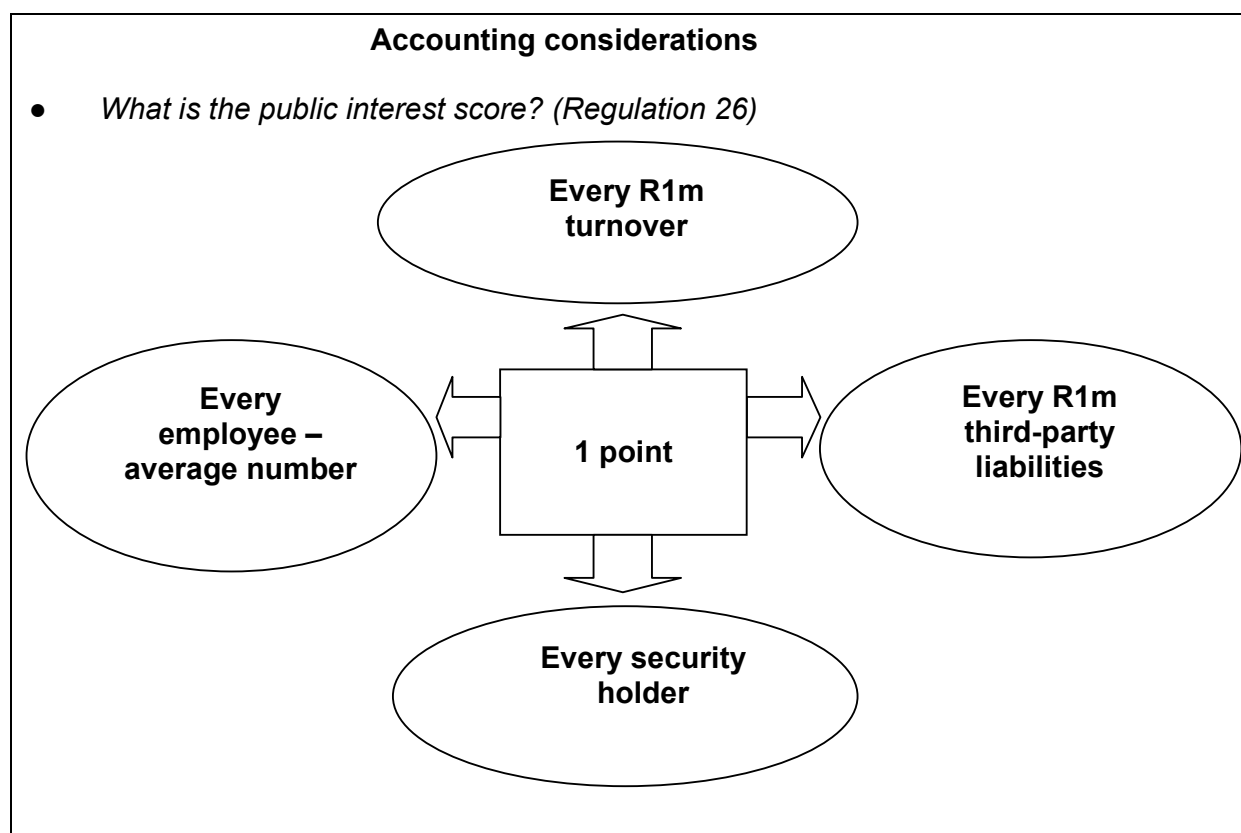 Accounting considerations
● What is the public interest score? (Regulation 26)
Every R1m
turnover
Every
employee –
average number
1 point
Every R1m
third-party
liabilities
Every security
holder